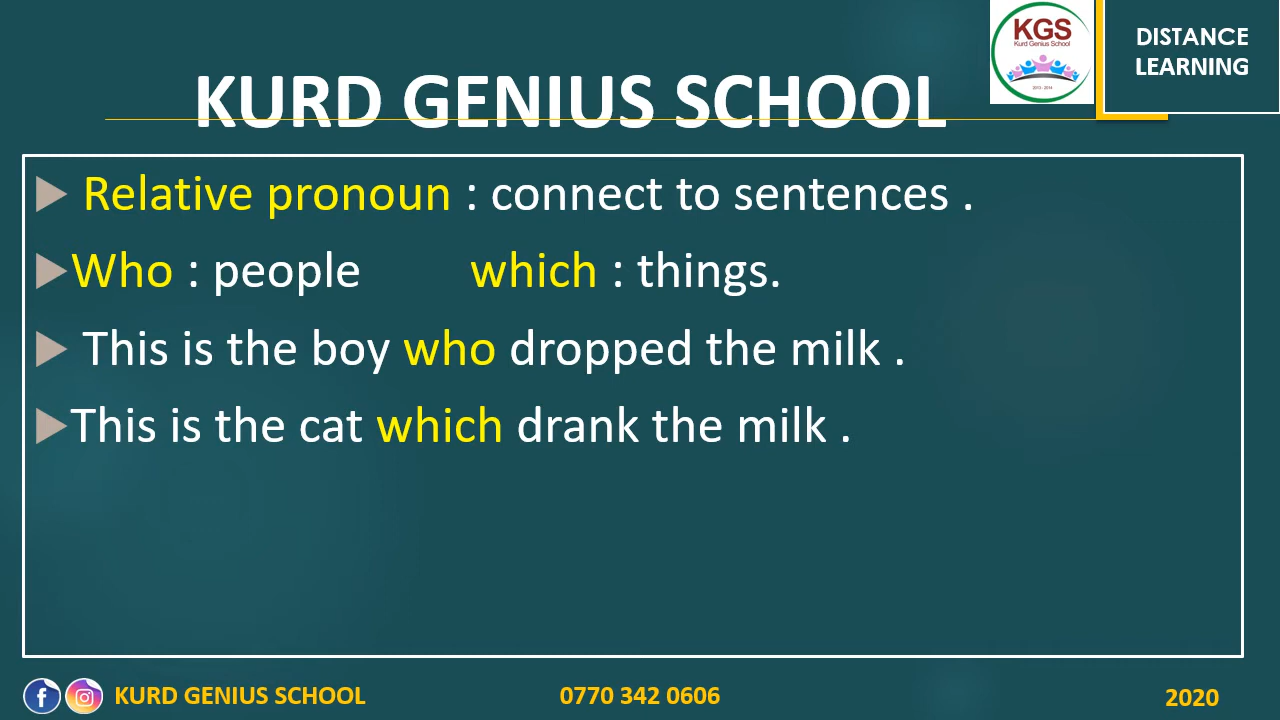 KGS
Kurd Genius School
2013 - 2014
DISTANCE
LEARNING
KURD GENIUS SCHOOL
Relative pronoun : connect to sentences .
Who : people which : things.
This is the boy who dropped the milk .
This is the cat which drank the milk .
KURD GENIUS SCHOOL 0770 342 0606 2020